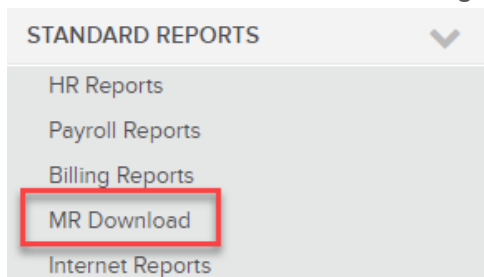 STANDARD REPORTS
HR Reports
Payroll Reports
Billing Reports
MR Download
Internet Reports